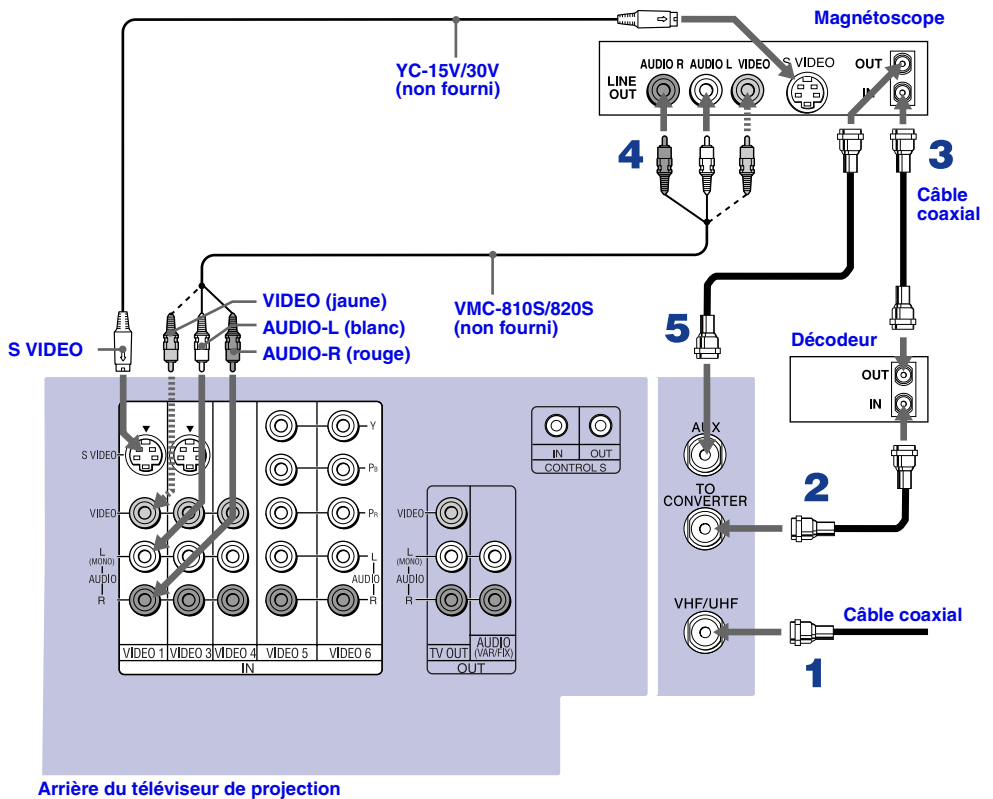 Magnétoscope
YC-15V/30V
(non fourni)
AUDIO R AUDIO L VIDEO
S VIDEO
OUT
LINE
OUT
IN
4
3
Câble
coaxial
VIDEO (jaune)
AUDIO-L (blanc)
AUDIO-R (rouge)
VMC-810S/820S
(non fourni)
5
S VIDEO
Décodeur
OUT
IN
S VIDEO
VIDEO
L
(MONO)
AUDIO
R
Y
PB
PR
L
AUDIO
R
VIDEO 1 VIDEO 3 VIDEO 4 VIDEO 5 VIDEO 6
IN
IN OUT
CONTROL S
VIDEO
L
(MONO)
AUDIO
R
TV OUT
AUDIO
(VAR/FIX)
OUT
AUX
TO
CONVERTER
2
VHF/UHF
Câble coaxial
1
Arrière du téléviseur de projection